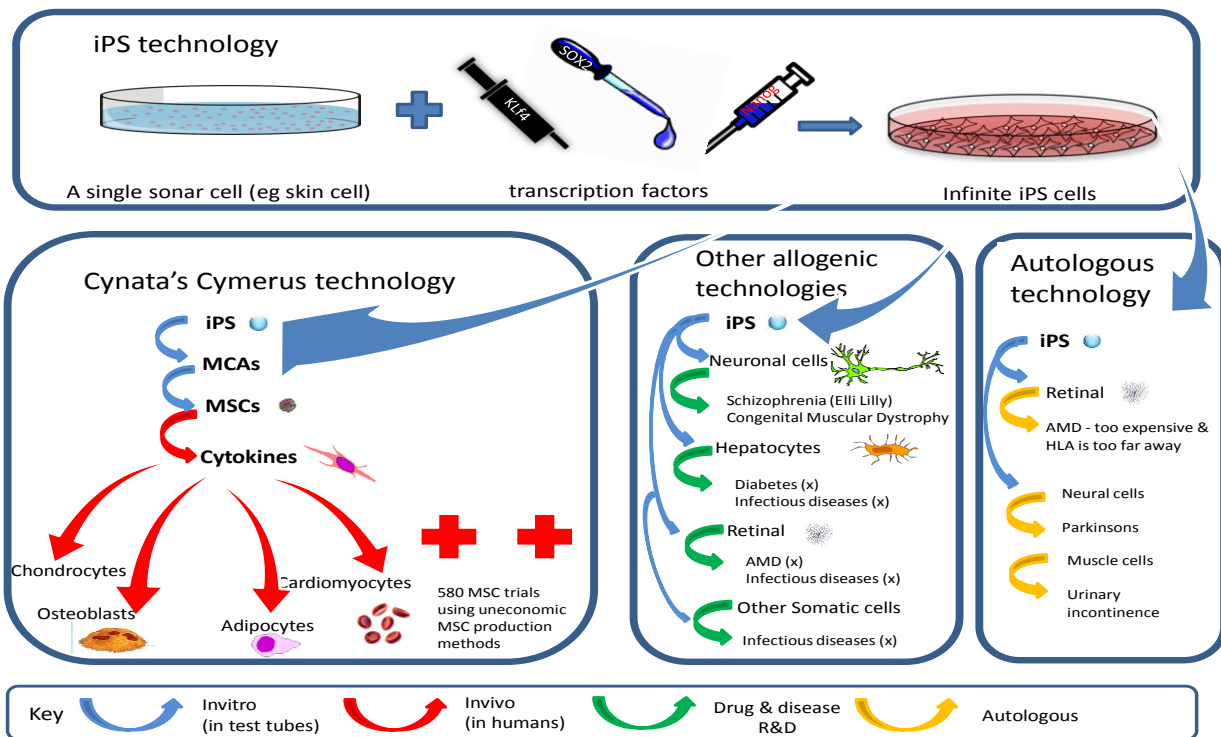 iPS technology
KLf4
SOX2
Nanog
A single sonar cell (eg skin cell)
transcription factors
Infinite iPS cells
Cynata's Cymerus technology
iPS
MCAs
MSCs
Cytokines
Chondrocytes
Osteoblasts
Adipocytes
Cardiomyocytes
580 MSC trials
using uneconomic
MSC production
methods
Other allogenic
technologies
iPS
Neuronal cells
Schizophrenia (Elli Lilly)
Congenital Muscular Dystrophy
Hepatocytes
Diabetes (x)
Infectious diseases (x)
Retinal
AMD (x)
Infectious diseases (x)
Other Somatic cells
Infectious diseases (x)
Autologous
technology
iPS
Retinal
AMD - too expensive &
HLA is too far away
Neural cells
Parkinsons
Muscle cells
Urinary
incontinence
Key
Invitro
(in test tubes)
Invivo
(in humans)
Drug & disease
R&D
Autologous